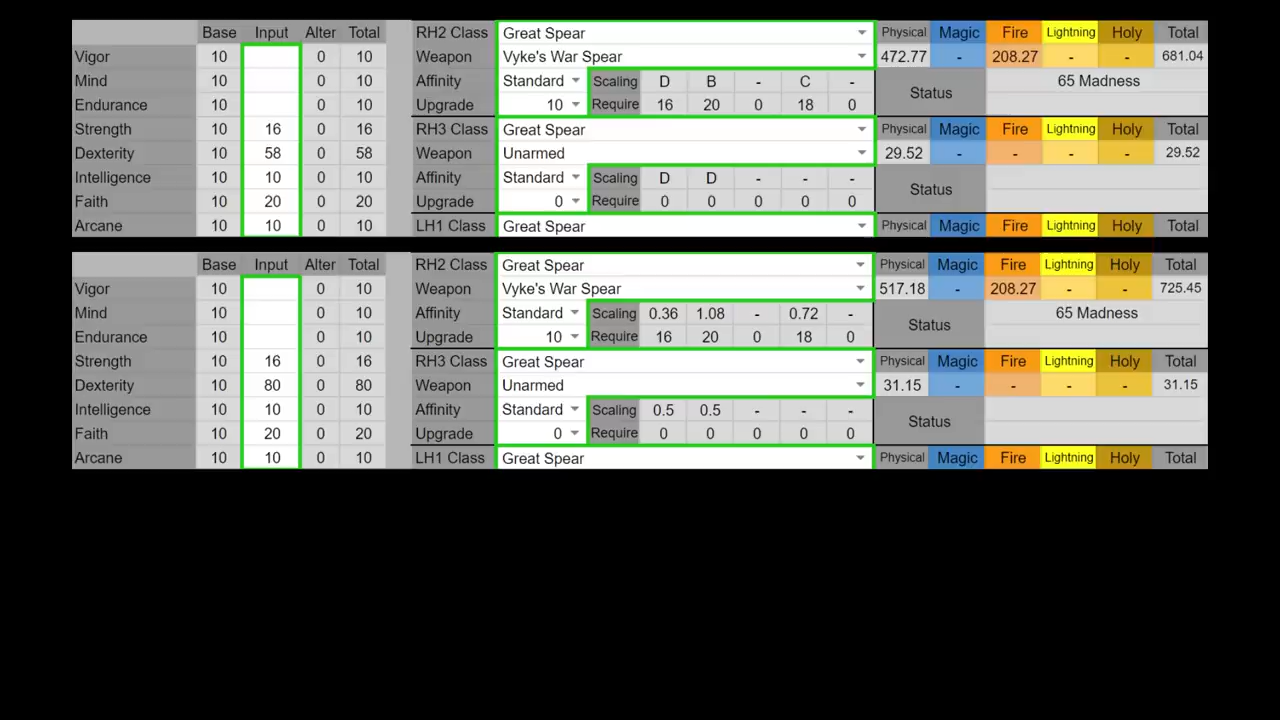 Base Input Alter Total RH2 Class Great Spear Physical Magic Fire Lightning Holy Total
Vigor 10 0 10 Weapon Vyke's War Spear 472.77 - 208.27 - - 681.04
Mind 10 0 10 Affinity Standard Scaling D B - C - Status 65 Madness
Endurance 10 0 10 Upgrade 10 Require 16 20 0 18 0
Strength 10 16 0 16 RH3 Class Great Spear Physical Magic Fire Lightning Holy Total
Dexterity 10 58 0 58 Weapon Unarmed 29.52 - - - - 29.52
Intelligence 10 10 0 10 Affinity Standard Scaling D D - - - Status
Faith 10 20 0 20 Upgrade 0 Require 0 0 0 0 0
Arcane 10 10 0 10 LH1 Class Great Spear Physical Magic Fire Lightning Holy Total
Base Input Alter Total RH2 Class Great Spear Physical Magic Fire Lightning Holy Total
Vigor 10 0 10 Weapon Vyke's War Spear 517.18 - 208.27 - - 725.45
Mind 10 0 10 Affinity Standard Scaling 0.36 1.08 - 0.72 - Status 65 Madness
Endurance 10 0 10 Upgrade 10 Require 16 20 0 18 0
Strength 10 16 0 16 RH3 Class Great Spear Physical Magic Fire Lightning Holy Total
Dexterity 10 80 0 80 Weapon Unarmed 31.15 - - - - 31.15
Intelligence 10 10 0 10 Affinity Standard Scaling 0.5 0.5 - - - Status
Faith 10 20 0 20 Upgrade 0 Require 0 0 0 0 0
Arcane 10 10 0 10 LH1 Class Great Spear Physical Magic Fire Lightning Holy Total